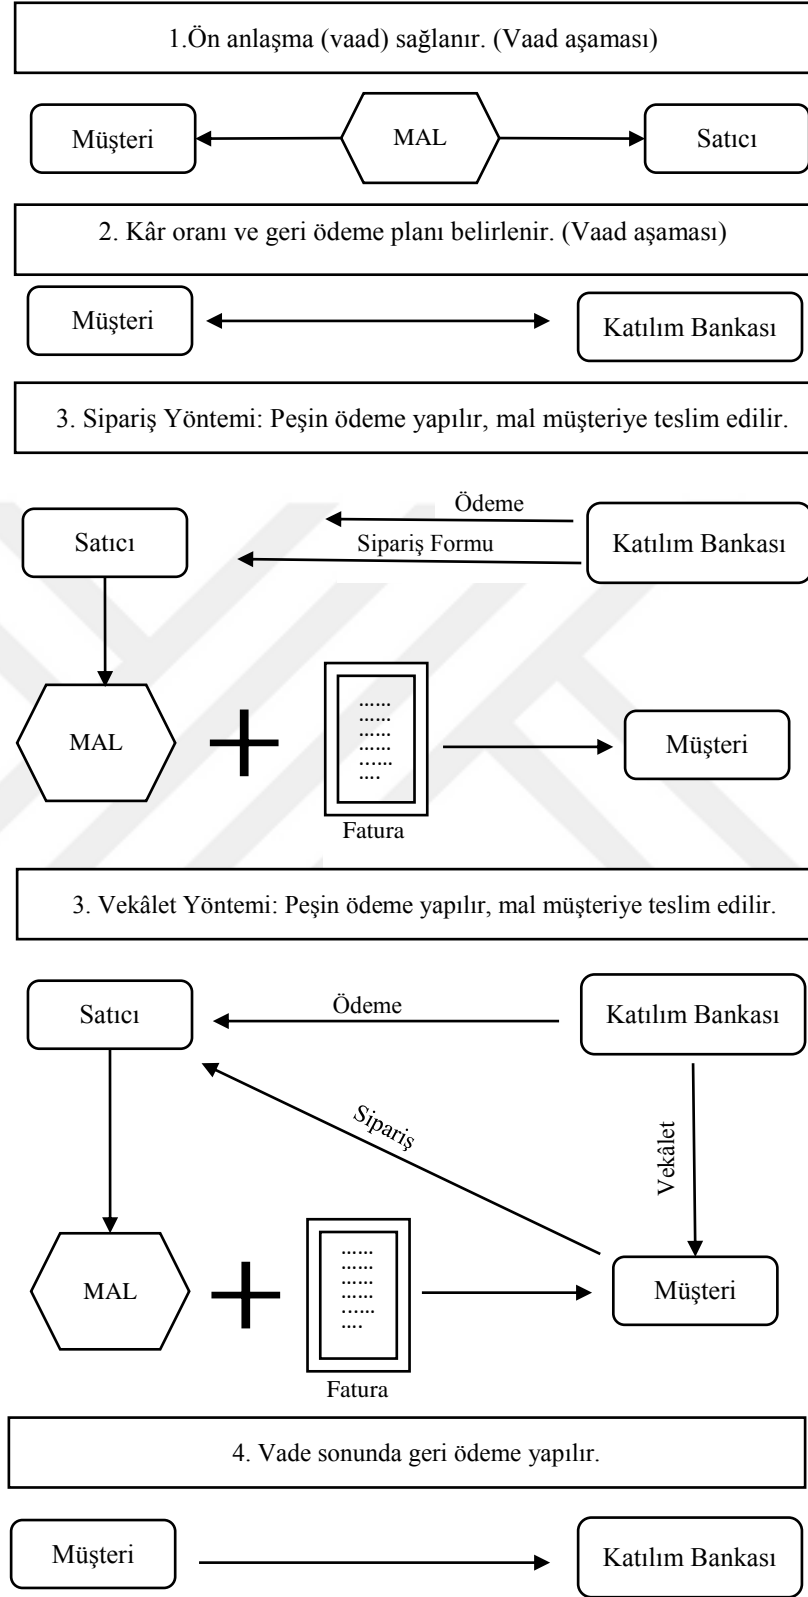 1.Ön anlaşma (vaad) sağlanır. (Vaad aşaması)
Müşteri
MAL
Satıcı
2. Kâr oranı ve geri ödeme planı belirlenir. (Vaad aşaması)
Müşteri
Katılım Bankası
3. Sipariş Yöntemi: Peşin ödeme yapılır, mal müşteriye teslim edilir.
Satıcı
Ödeme
Sipariş Formu
Katılım Bankası
MAL
......
......
......
......
…...
….
Fatura
Müşteri
3. Vekâlet Yöntemi: Peşin ödeme yapılır, mal müşteriye teslim edilir.
Satıcı
Ödeme
Katılım Bankası
Sipariş
Vekâlet
MAL
......
......
......
......
…...
….
Fatura
Müşteri
4. Vade sonunda geri ödeme yapılır.
Müşteri
Katılım Bankası